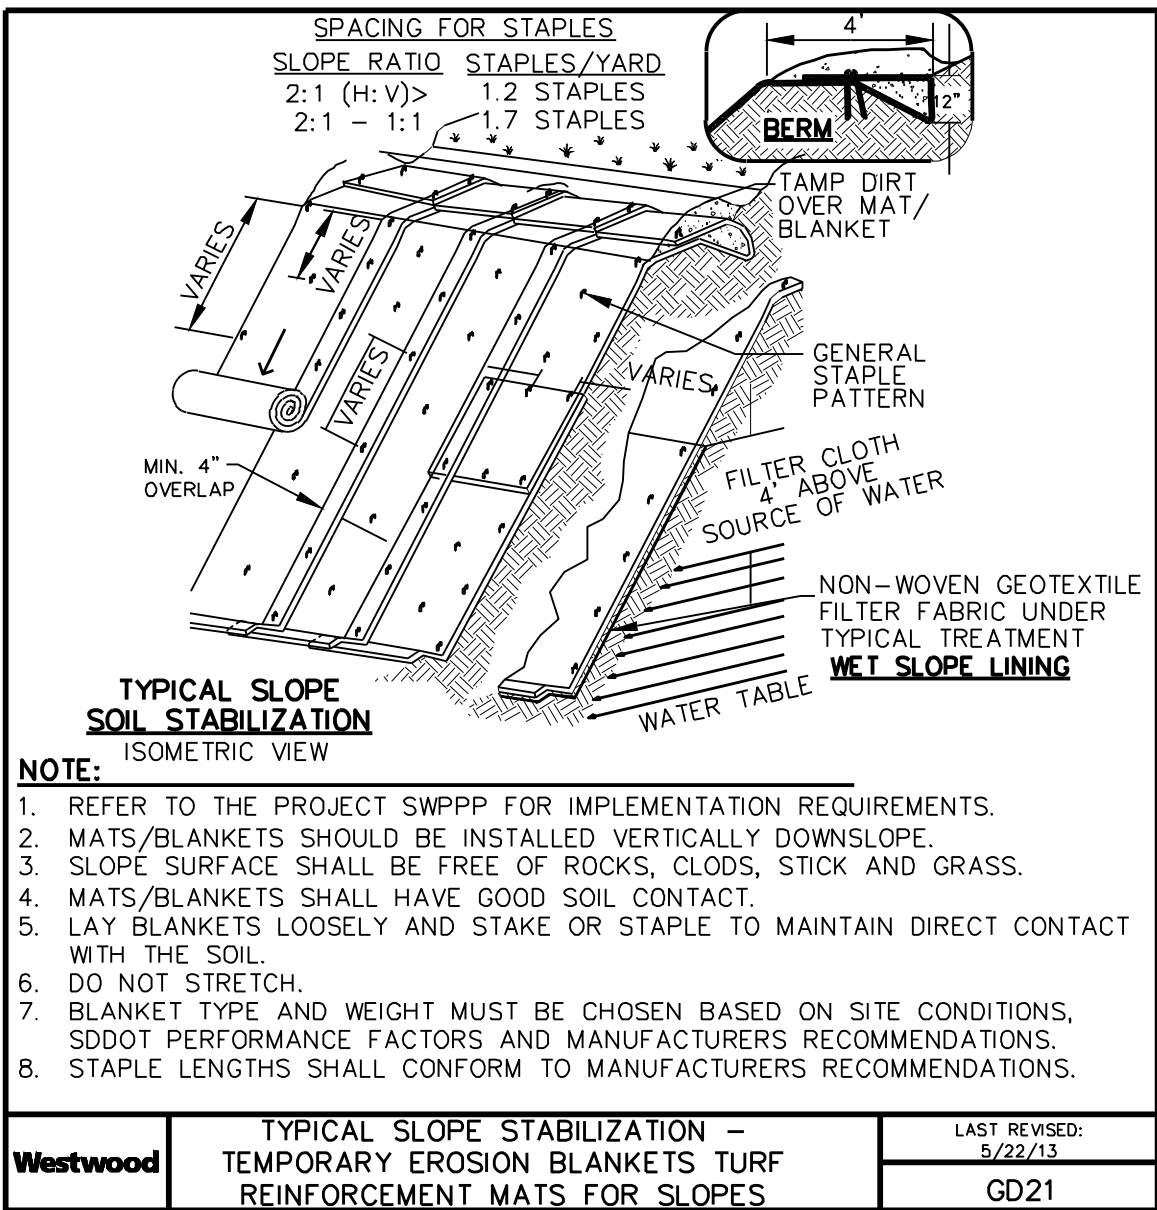 SPACING FOR STAPLES
SLOPE RATIO STAPLES/YARD
2:1 (H:V)> 1.2 STAPLES
2:1 - 1:1 1.7 STAPLES
4'
12"
BERM
TAMP DIRT
OVER MAT/
BLANKET
VARIES
VARIES
VARIES
VARIES
GENERAL
STAPLE
PATTERN
MIN. 4"
OVERLAP
FILTER CLOTH
4' ABOVE
SOURCE OF WATER
NON-WOVEN GEOTEXTILE
FILTER FABRIC UNDER
TYPICAL TREATMENT
WET SLOPE LINING
WATER TABLE
TYPICAL SLOPE
SOIL STABILIZATION
ISOMETRIC VIEW
NOTE:
1. REFER TO THE PROJECT SWPPP FOR IMPLEMENTATION REQUIREMENTS.
2. MATS/BLANKETS SHOULD BE INSTALLED VERTICALLY DOWNSLOPE.
3. SLOPE SURFACE SHALL BE FREE OF ROCKS, CLODS, STICK AND GRASS.
4. MATS/BLANKETS SHALL HAVE GOOD SOIL CONTACT.
5. LAY BLANKETS LOOSELY AND STAKE OR STAPLE TO MAINTAIN DIRECT CONTACT
WITH THE SOIL.
6. DO NOT STRETCH.
7. BLANKET TYPE AND WEIGHT MUST BE CHOSEN BASED ON SITE CONDITIONS,
SDDOT PERFORMANCE FACTORS AND MANUFACTURERS RECOMMENDATIONS.
8. STAPLE LENGTHS SHALL CONFORM TO MANUFACTURERS RECOMMENDATIONS.
Westwood
TYPICAL SLOPE STABILIZATION -
TEMPORARY EROSION BLANKETS TURF
REINFORCEMENT MATS FOR SLOPES
LAST REVISED:
5/22/13
GD21